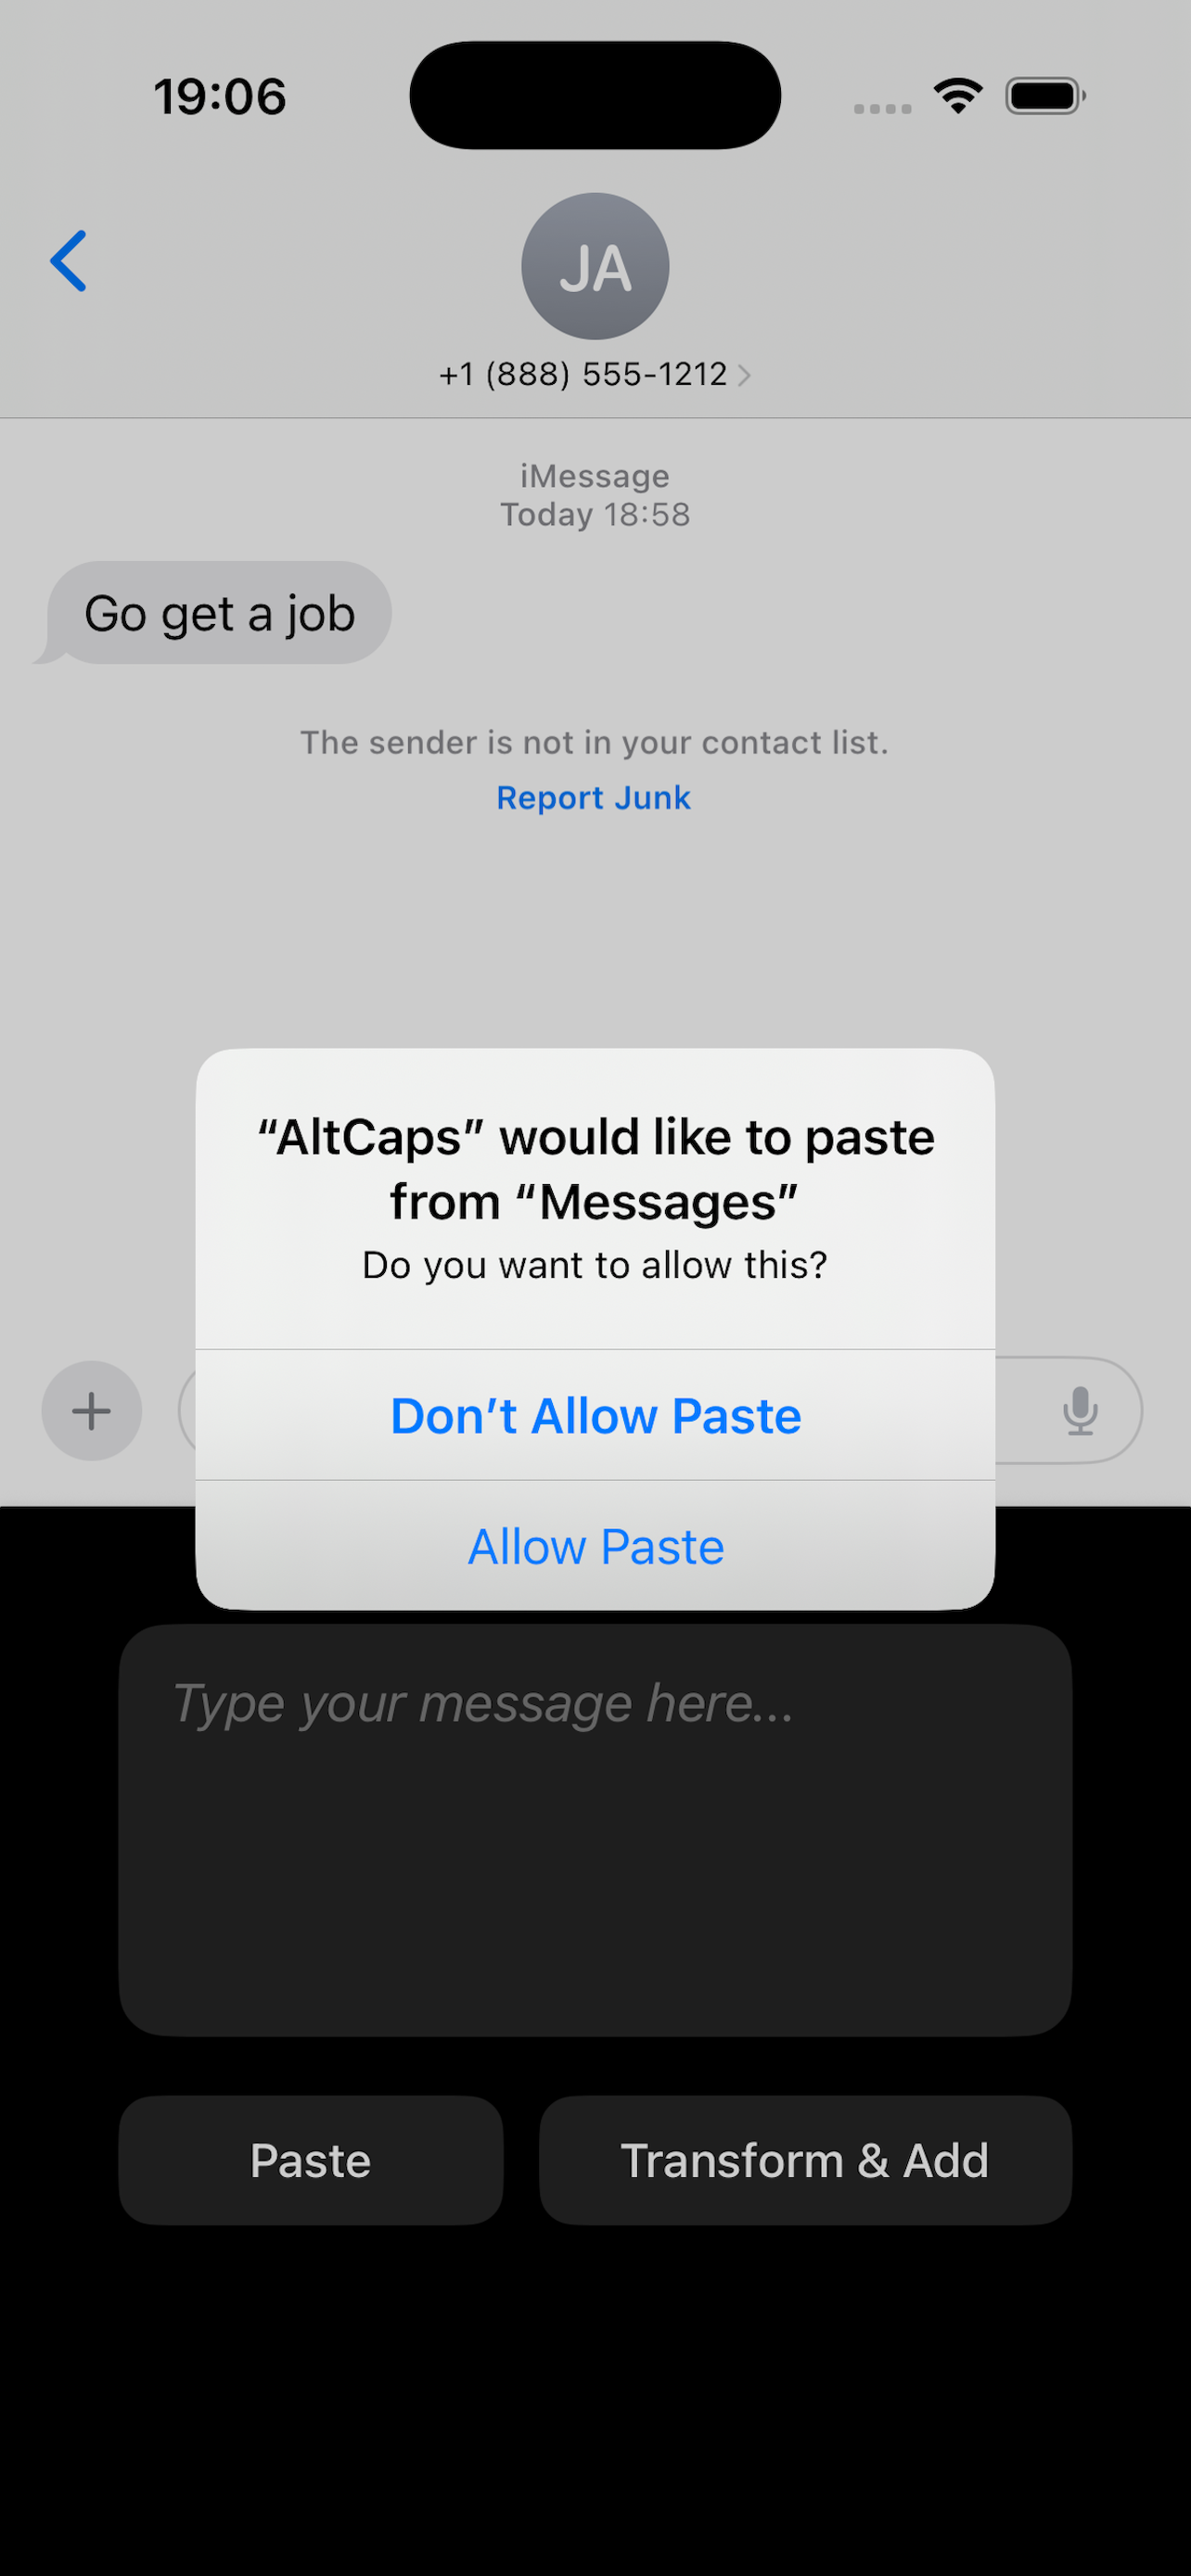 19:06
JA
+1 (888) 555-1212
iMessage
Today 18:58
Go get a job
The sender is not in your contact list.
Report Junk
“AltCaps” would like to paste
from “Messages”
Do you want to allow this?
Don’t Allow Paste
Allow Paste
Type your message here...
Paste
Transform & Add